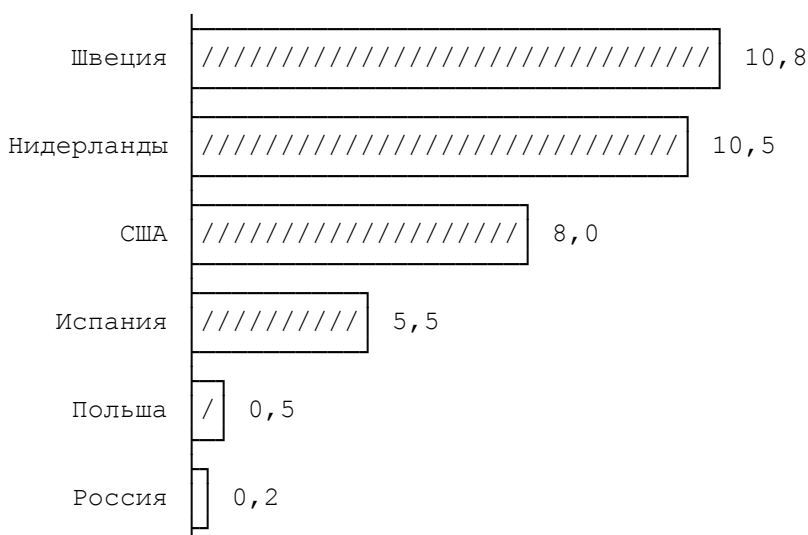 Швеция 10,8
Нидерланды 10,5
США 8,0
Испания 5,5
Польша 0,5
Россия 0,2